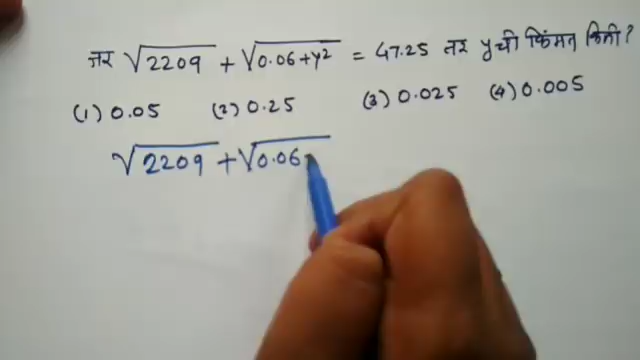 जर √2209 + √0.06+y² = 47.25 तर y ची किंमत किती?
(1) 0.05 (2) 0.25 (3) 0.025 (4) 0.005
√2209 + √0.06